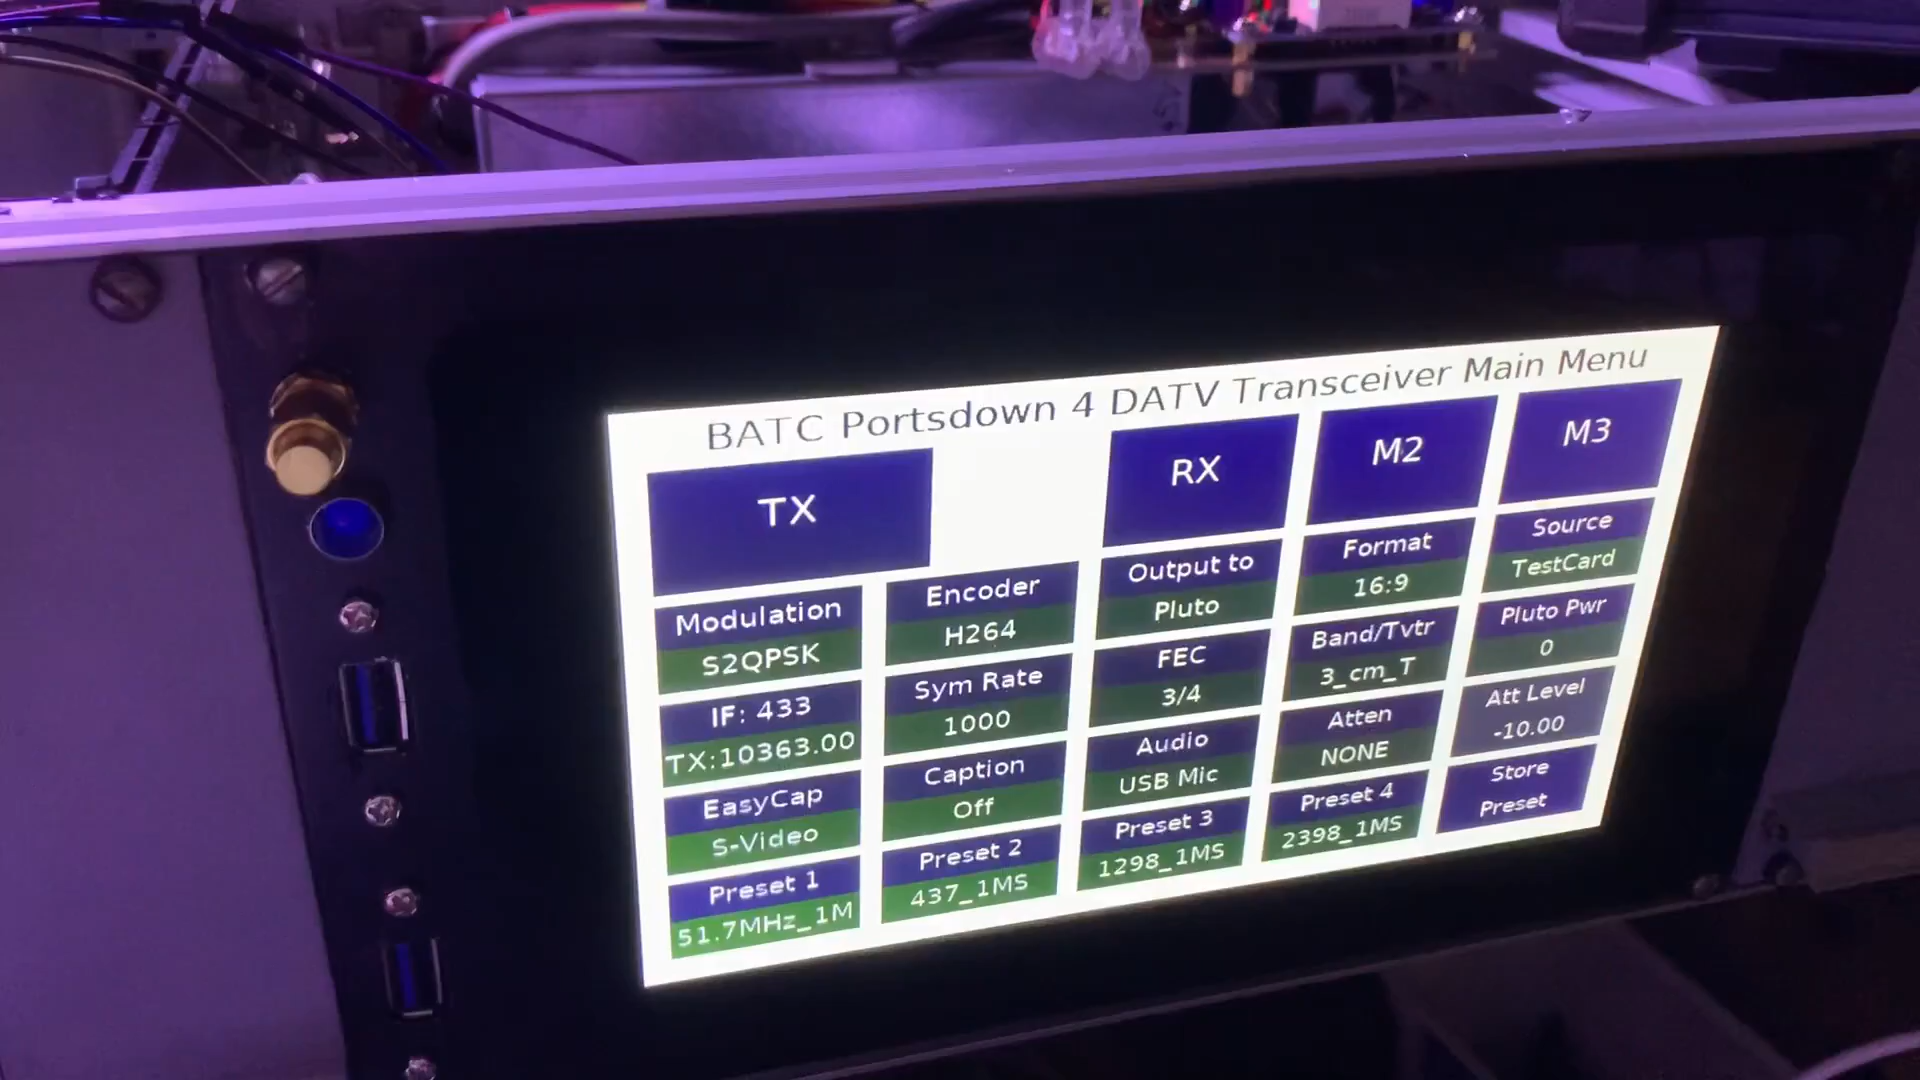 BATC Portsdown 4 DATV Transceiver Main Menu
TX
RX
M2
M3
Modulation
S2QPSK
Encoder
H264
Output to
Pluto
Format
16:9
Source
TestCard
IF: 433
TX:10363.00
Sym Rate
1000
FEC
3/4
Band/Tvtr
3_cm_T
Pluto Pwr
0
EasyCap
S-Video
Caption
Off
Audio
USB Mic
Atten
NONE
Att Level
-10.00
Preset 1
51.7MHz_1M
Preset 2
437_1MS
Preset 3
1298_1MS
Preset 4
2398_1MS
Store
Preset